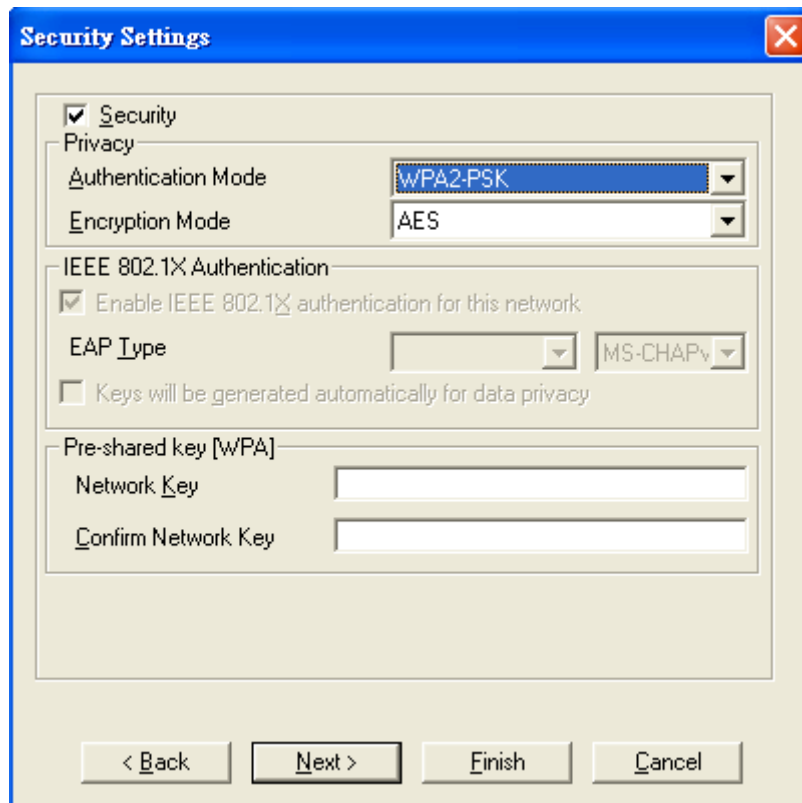 Security Settings
Security
Privacy
Authentication Mode WPA2-PSK
Encryption Mode AES
IEEE 802.1X Authentication
Enable IEEE 802.1X authentication for this network
EAP Type MS-CHAPv
Keys will be generated automatically for data privacy
Pre-shared key [WPA]
Network Key
Confirm Network Key
< Back Next > Finish Cancel